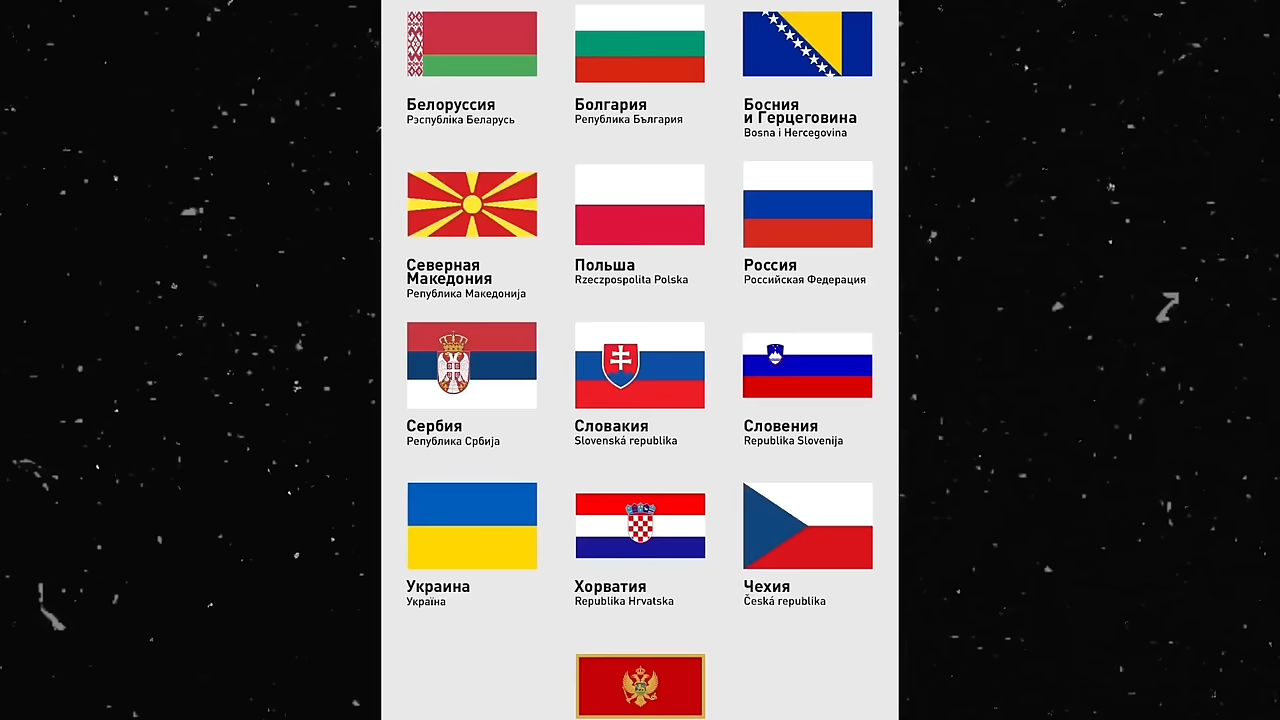 Белоруссия
Рэспубліка Беларусь
Болгария
Република България
Босния
и Герцеговина
Bosna i Hercegovina
Северная
Македония
Република Македонија
Польша
Rzeczpospolita Polska
Россия
Российская Федерация
Сербия
Република Србија
Словакия
Slovenská republika
Словения
Republika Slovenija
Украина
Україна
Хорватия
Republika Hrvatska
Чехия
Česká republika